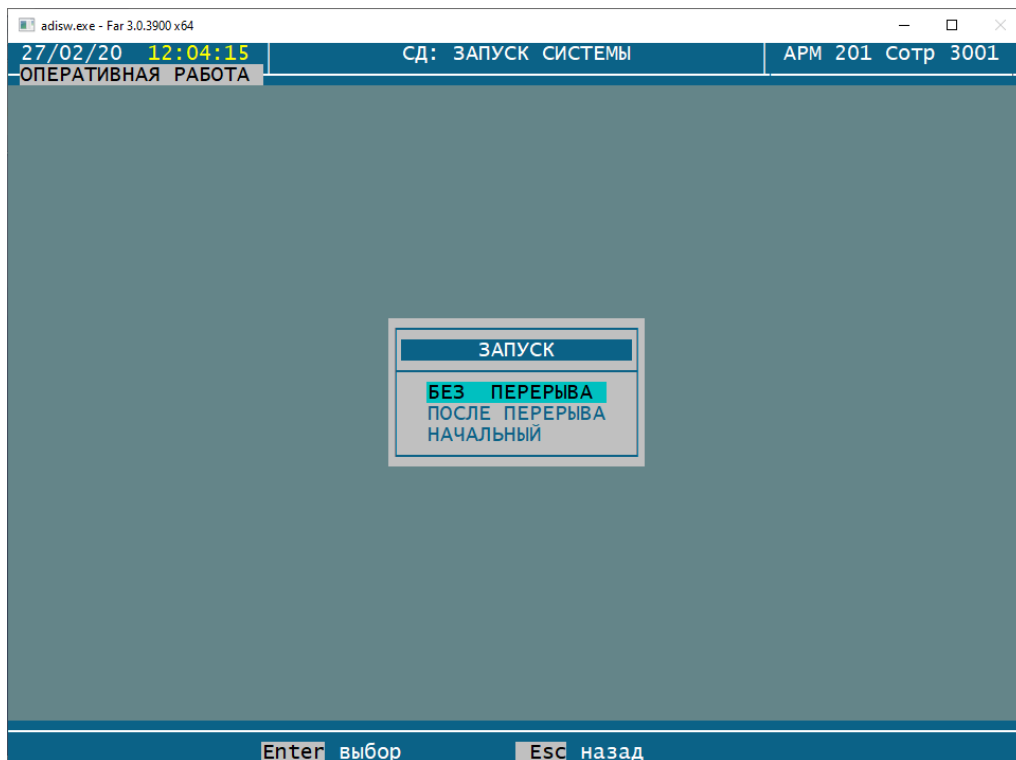 adisw.exe - Far 3.0.3900 x64
27/02/20 12:04:15 СД: ЗАПУСК СИСТЕМЫ АРМ 201 Сотр 3001
ОПЕРАТИВНАЯ РАБОТА
ЗАПУСК
БЕЗ ПЕРЕРЫВА
ПОСЛЕ ПЕРЕРЫВА
НАЧАЛЬНЫЙ
Enter выбор Esc назад